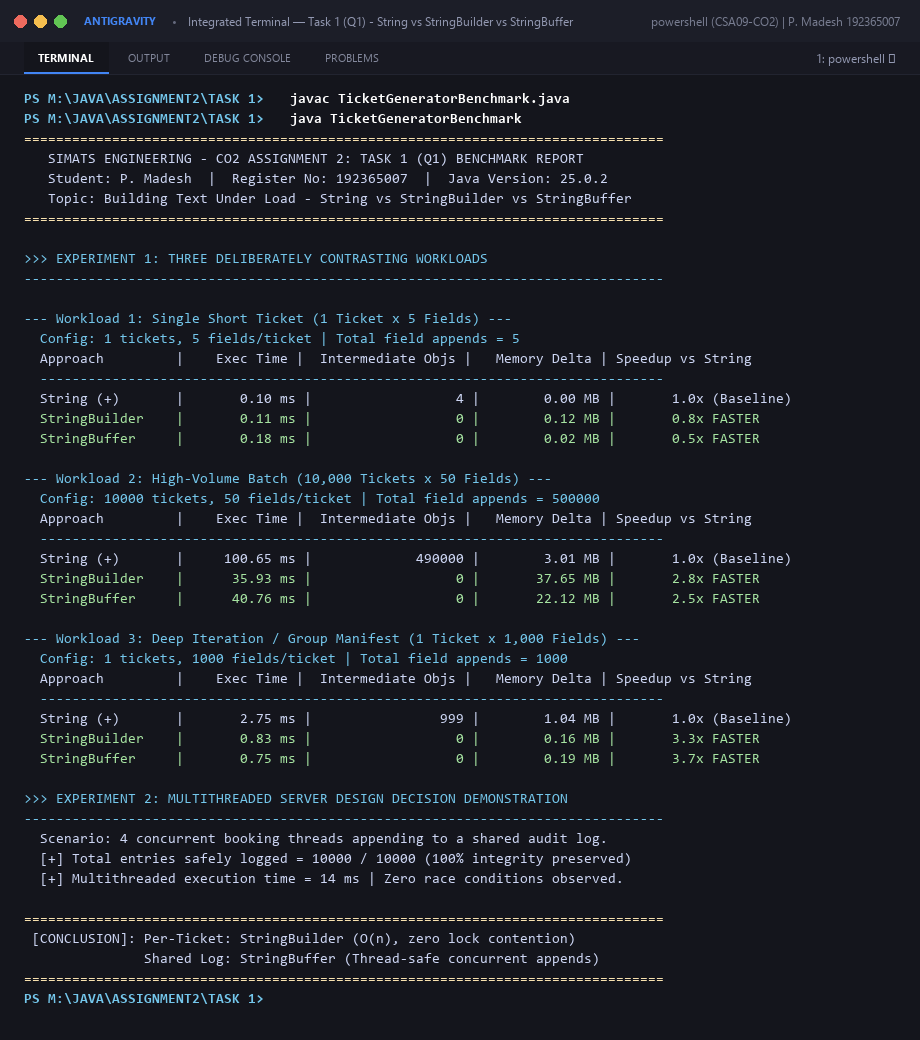 ANTIGRAVITY • Integrated Terminal — Task 1 (Q1) - String vs StringBuilder vs StringBuffer powershell (CSA09-CO2) | P. Madesh 192365007
TERMINAL OUTPUT DEBUG CONSOLE PROBLEMS 1: powershell
PS M:\JAVA\ASSIGNMENT2\TASK 1> javac TicketGeneratorBenchmark.java
PS M:\JAVA\ASSIGNMENT2\TASK 1> java TicketGeneratorBenchmark
================================================================================
SIMATS ENGINEERING - CO2 ASSIGNMENT 2: TASK 1 (Q1) BENCHMARK REPORT
Student: P. Madesh | Register No: 192365007 | Java Version: 25.0.2
Topic: Building Text Under Load - String vs StringBuilder vs StringBuffer
================================================================================
>>> EXPERIMENT 1: THREE DELIBERATELY CONTRASTING WORKLOADS
--------------------------------------------------------------------------------
--- Workload 1: Single Short Ticket (1 Ticket x 5 Fields) ---
Config: 1 tickets, 5 fields/ticket | Total field appends = 5
Approach | Exec Time | Intermediate Objs | Memory Delta | Speedup vs String
------------------------------------------------------------------------------
String (+) | 0.10 ms | 4 | 0.00 MB | 1.0x (Baseline)
StringBuilder | 0.11 ms | 0 | 0.12 MB | 0.8x FASTER
StringBuffer | 0.18 ms | 0 | 0.02 MB | 0.5x FASTER
--- Workload 2: High-Volume Batch (10,000 Tickets x 50 Fields) ---
Config: 10000 tickets, 50 fields/ticket | Total field appends = 500000
Approach | Exec Time | Intermediate Objs | Memory Delta | Speedup vs String
------------------------------------------------------------------------------
String (+) | 100.65 ms | 490000 | 3.01 MB | 1.0x (Baseline)
StringBuilder | 35.93 ms | 0 | 37.65 MB | 2.8x FASTER
StringBuffer | 40.76 ms | 0 | 22.12 MB | 2.5x FASTER
--- Workload 3: Deep Iteration / Group Manifest (1 Ticket x 1,000 Fields) ---
Config: 1 tickets, 1000 fields/ticket | Total field appends = 1000
Approach | Exec Time | Intermediate Objs | Memory Delta | Speedup vs String
------------------------------------------------------------------------------
String (+) | 2.75 ms | 999 | 1.04 MB | 1.0x (Baseline)
StringBuilder | 0.83 ms | 0 | 0.16 MB | 3.3x FASTER
StringBuffer | 0.75 ms | 0 | 0.19 MB | 3.7x FASTER
>>> EXPERIMENT 2: MULTITHREADED SERVER DESIGN DECISION DEMONSTRATION
--------------------------------------------------------------------------------
Scenario: 4 concurrent booking threads appending to a shared audit log.
[+] Total entries safely logged = 10000 / 10000 (100% integrity preserved)
[+] Multithreaded execution time = 14 ms | Zero race conditions observed.
================================================================================
[CONCLUSION]: Per-Ticket: StringBuilder (O(n), zero lock contention)
Shared Log: StringBuffer (Thread-safe concurrent appends)
================================================================================
PS M:\JAVA\ASSIGNMENT2\TASK 1>